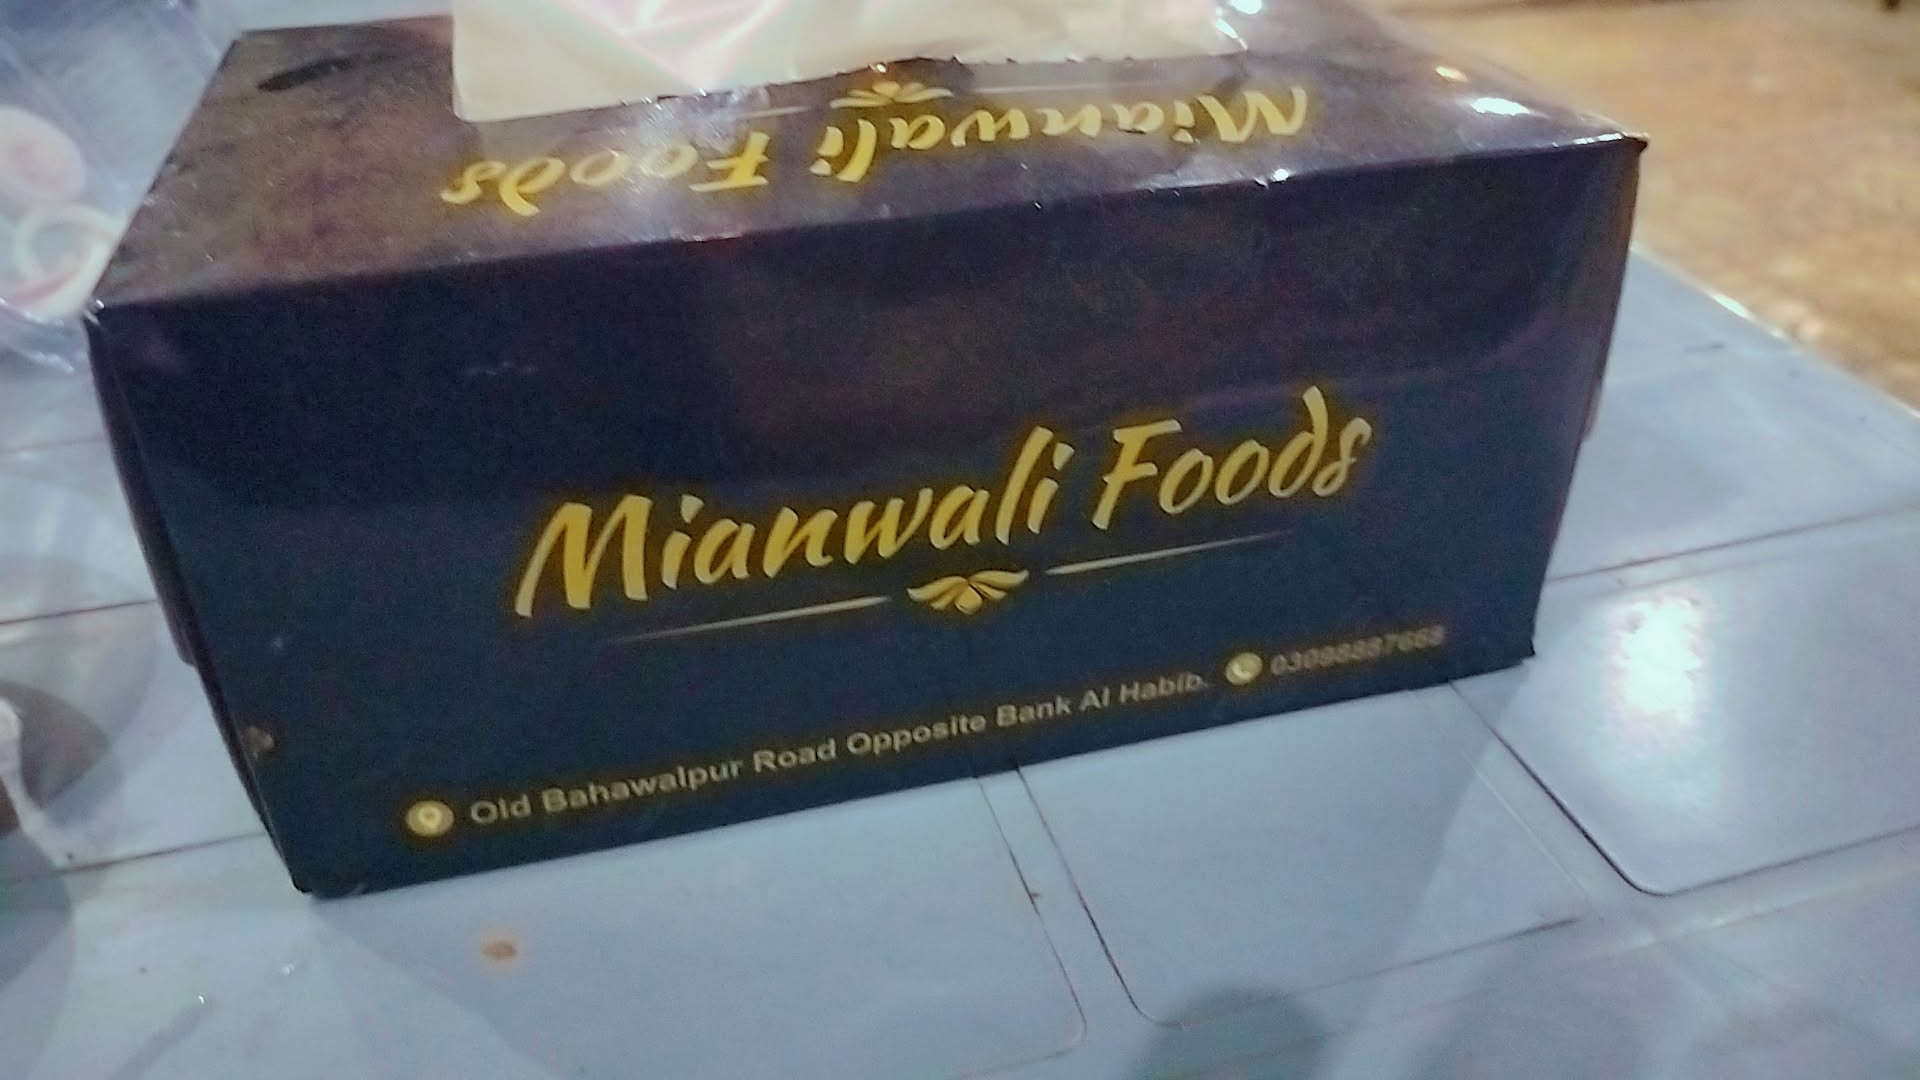 Mianwali Foods
Mianwali Foods
Old Bahawalpur Road Opposite Bank Al Habib.